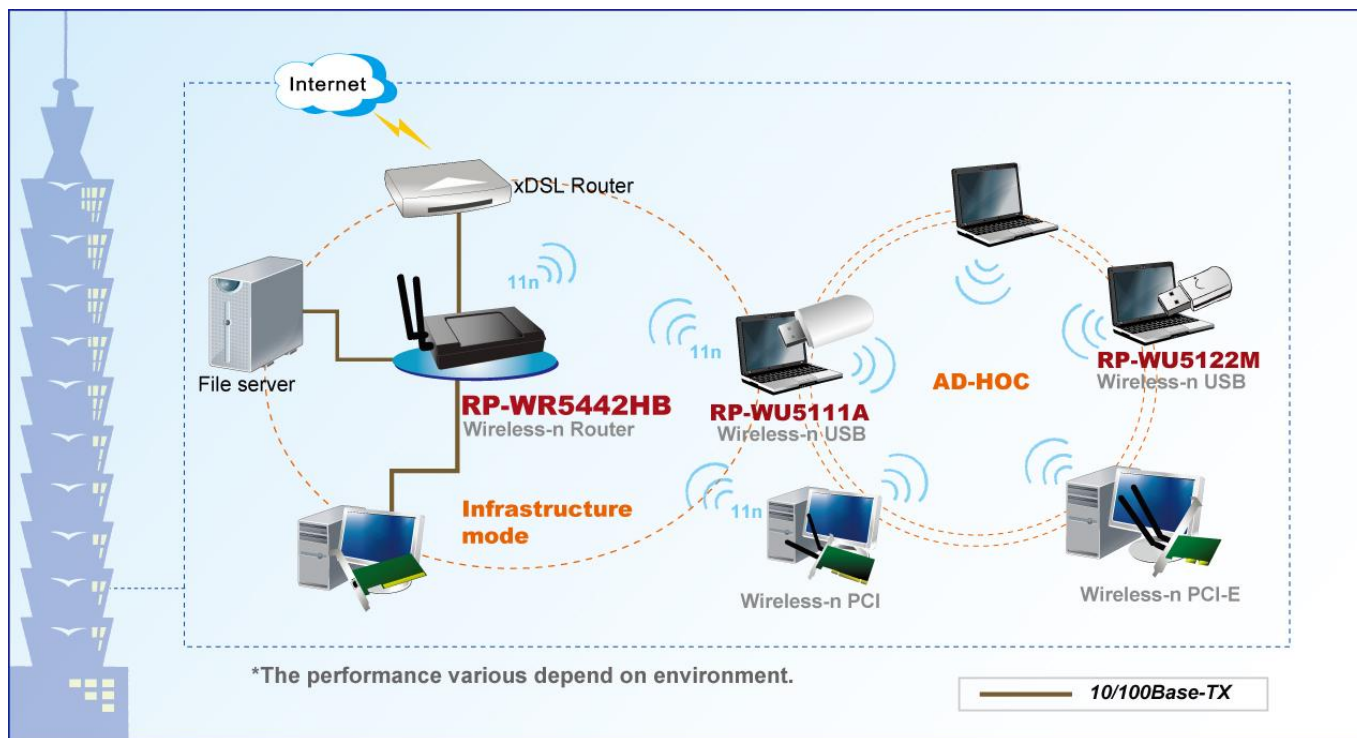 Internet
xDSL Router
11n
File server
RP-WR5442HB
Wireless-n Router
11n
RP-WU5111A
Wireless-n USB
AD-HOC
RP-WU5122M
Wireless-n USB
Infrastructure
mode
11n
Wireless-n PCI
Wireless-n PCI-E
*The performance various depend on environment.
10/100Base-TX